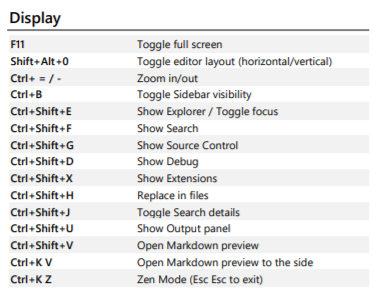 Display
F11 Toggle full screen
Shift+Alt+0 Toggle editor layout (horizontal/vertical)
Ctrl+ = / - Zoom in/out
Ctrl+B Toggle Sidebar visibility
Ctrl+Shift+E Show Explorer / Toggle focus
Ctrl+Shift+F Show Search
Ctrl+Shift+G Show Source Control
Ctrl+Shift+D Show Debug
Ctrl+Shift+X Show Extensions
Ctrl+Shift+H Replace in files
Ctrl+Shift+J Toggle Search details
Ctrl+Shift+U Show Output panel
Ctrl+Shift+V Open Markdown preview
Ctrl+K V Open Markdown preview to the side
Ctrl+K Z Zen Mode (Esc Esc to exit)